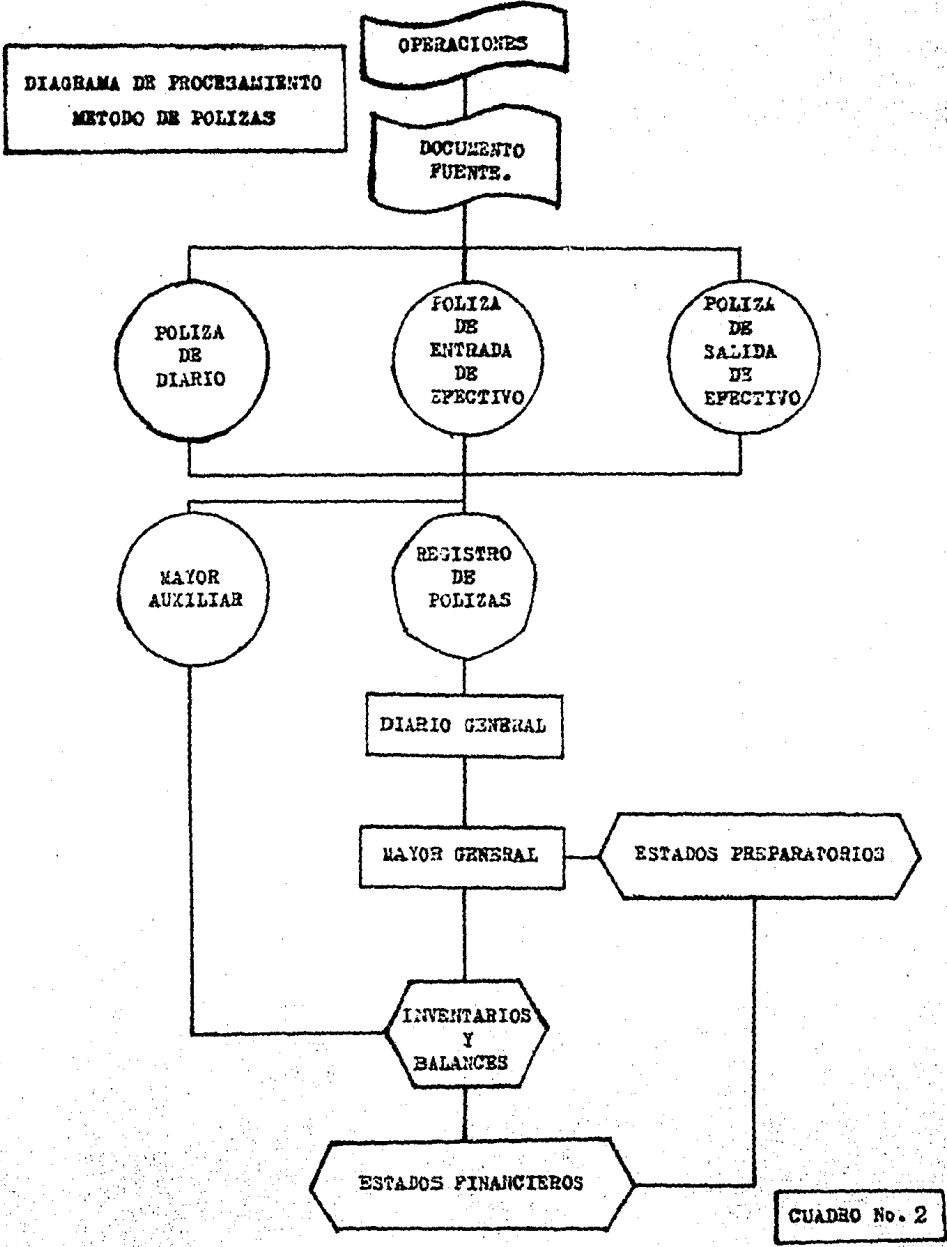 OPERACIONES
DIAGRAMA DE PROCESAMIENTO
METODO DE POLIZAS
DOCUMENTO
FUENTE.
POLIZA
DE
DIARIO
POLIZA
DE
ENTRADA
DE
EFECTIVO
POLIZA
DE
SALIDA
DE
EFECTIVO
MAYOR
AUXILIAR
REGISTRO
DE
POLIZAS
DIARIO GENERAL
MAYOR GENERAL
ESTADOS PREPARATORIOS
INVENTARIOS
Y
BALANCES
ESTADOS FINANCIEROS
CUADRO No. 2